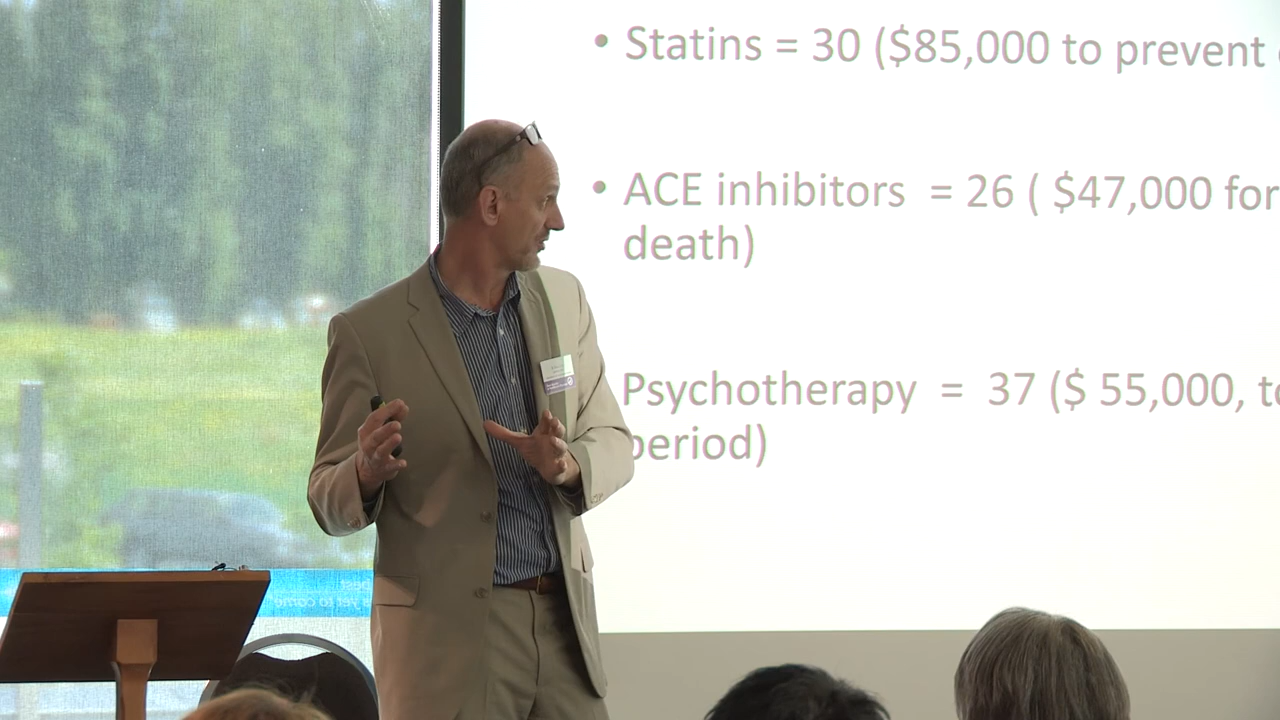 • Statins = 30 ($85,000 to prevent
• ACE inhibitors = 26 ( $47,000 for
death)
Psychotherapy = 37 ($ 55,000, to
period)